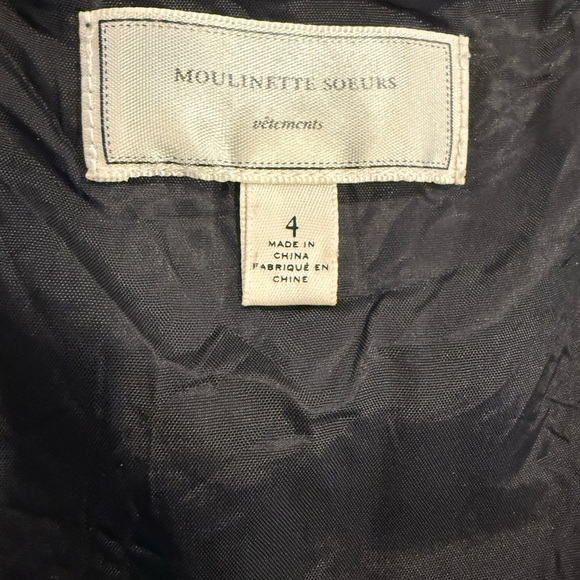 MOULINETTE SOEURS
vêtements
4
MADE IN
CHINA
FABRIQUÉ EN
CHINE